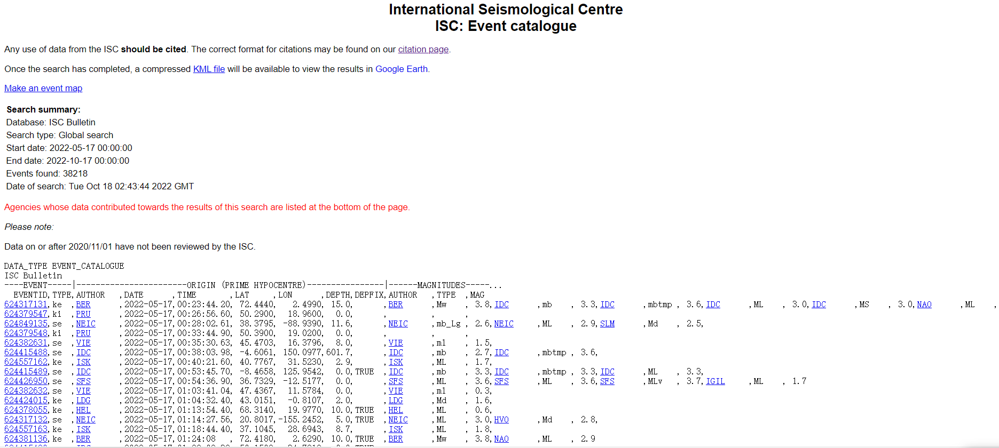 International Seismological Centre
ISC: Event catalogue
Any use of data from the ISC should be cited. The correct format for citations may be found on our citation page.
Once the search has completed, a compressed KML file will be available to view the results in Google Earth.
Make an event map
Search summary:
Database: ISC Bulletin
Search type: Global search
Start date: 2022-05-17 00:00:00
End date: 2022-10-17 00:00:00
Events found: 38218
Date of search: Tue Oct 18 02:43:44 2022 GMT
Agencies whose data contributed towards the results of this search are listed at the bottom of the page.
Please note:
Data on or after 2020/11/01 have not been reviewed by the ISC.
DATA_TYPE EVENT_CATALOGUE
ISC Bulletin
----EVENT-----|-----------------------ORIGIN (PRIME HYPOCENTRE)----------------|------MAGNITUDES-----...
  EVENTID,TYPE,AUTHOR   ,DATE      ,TIME       ,LAT     ,LON      ,DEPTH,DEPFIX,AUTHOR   ,TYPE  ,MAG
624317131,ke  ,BER      ,2022-05-17,00:23:44.20, 72.4440,   2.4990, 15.0,      ,BER      ,Mw    , 3.8,IDC      ,mb    , 3.3,IDC      ,mbtmp , 3.6,IDC      ,ML    , 3.0,IDC      ,MS    , 3.0,NAO      ,ML    ,
624379547,ki  ,PRU      ,2022-05-17,00:26:56.60, 50.2900,  18.9600,  0.0,      ,         ,      ,
624849135,se  ,NEIC     ,2022-05-17,00:28:02.61, 38.3795, -88.9390, 11.6,      ,NEIC     ,mb_Lg , 2.6,NEIC     ,ML    , 2.9,SLM      ,Md    , 2.5,
624379548,ki  ,PRU      ,2022-05-17,00:33:44.90, 50.3900,  19.0200,  0.0,      ,         ,      ,
624382631,se  ,VIE      ,2022-05-17,00:35:30.63, 45.4703,  16.3796,  8.0,      ,VIE      ,ml    , 1.5,
624415488,se  ,IDC      ,2022-05-17,00:38:03.98, -4.6061, 150.0977,601.7,      ,IDC      ,mb    , 2.7,IDC      ,mbtmp , 3.6,
624557162,ke  ,ISK      ,2022-05-17,00:40:21.60, 40.7767,  31.5230,  2.9,      ,ISK      ,ML    , 1.7,
624415489,se  ,IDC      ,2022-05-17,00:53:45.70, -8.4658, 125.9542,  0.0,TRUE  ,IDC      ,mb    , 3.3,IDC      ,mbtmp , 3.3,IDC      ,ML    , 3.3,
624426950,se  ,SFS      ,2022-05-17,00:54:36.90, 36.7329, -12.5177,  0.0,      ,SFS      ,ML    , 3.6,SFS      ,ML    , 3.6,SFS      ,MLv   , 3.7,IGIL     ,ML    , 1.7
624382632,se  ,VIE      ,2022-05-17,01:03:41.04, 47.4367,  11.5784,  0.0,      ,VIE      ,ml    , 0.3,
624424015,ke  ,LDG      ,2022-05-17,01:04:32.40, 43.0151,  -0.8107,  2.0,      ,LDG      ,Md    , 1.6,
624378055,ke  ,HEL      ,2022-05-17,01:13:54.40, 68.3140,  19.9770, 10.0,TRUE  ,HEL      ,ML    , 0.6,
624317132,se  ,NEIC     ,2022-05-17,01:14:27.56, 20.8017,-155.2452,  5.0,TRUE  ,NEIC     ,ML    , 3.0,HVO      ,Md    , 2.8,
624557163,ke  ,ISK      ,2022-05-17,01:18:44.40, 37.1045,  28.6943,  8.7,      ,ISK      ,ML    , 1.8,
624381136,ke  ,BER      ,2022-05-17,01:24:08   , 72.4180,   2.6290, 10.0,TRUE  ,BER      ,Mw    , 3.8,NAO      ,ML    , 2.9